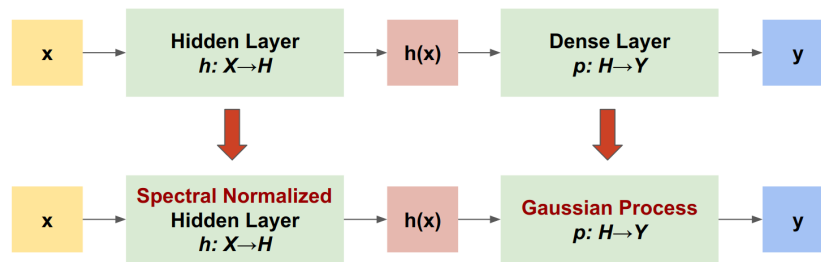 x
Hidden Layer
h: X→H
h(x)
Dense Layer
p: H→Y
y
x
Spectral Normalized
Hidden Layer
h: X→H
h(x)
Gaussian Process
p: H→Y
y